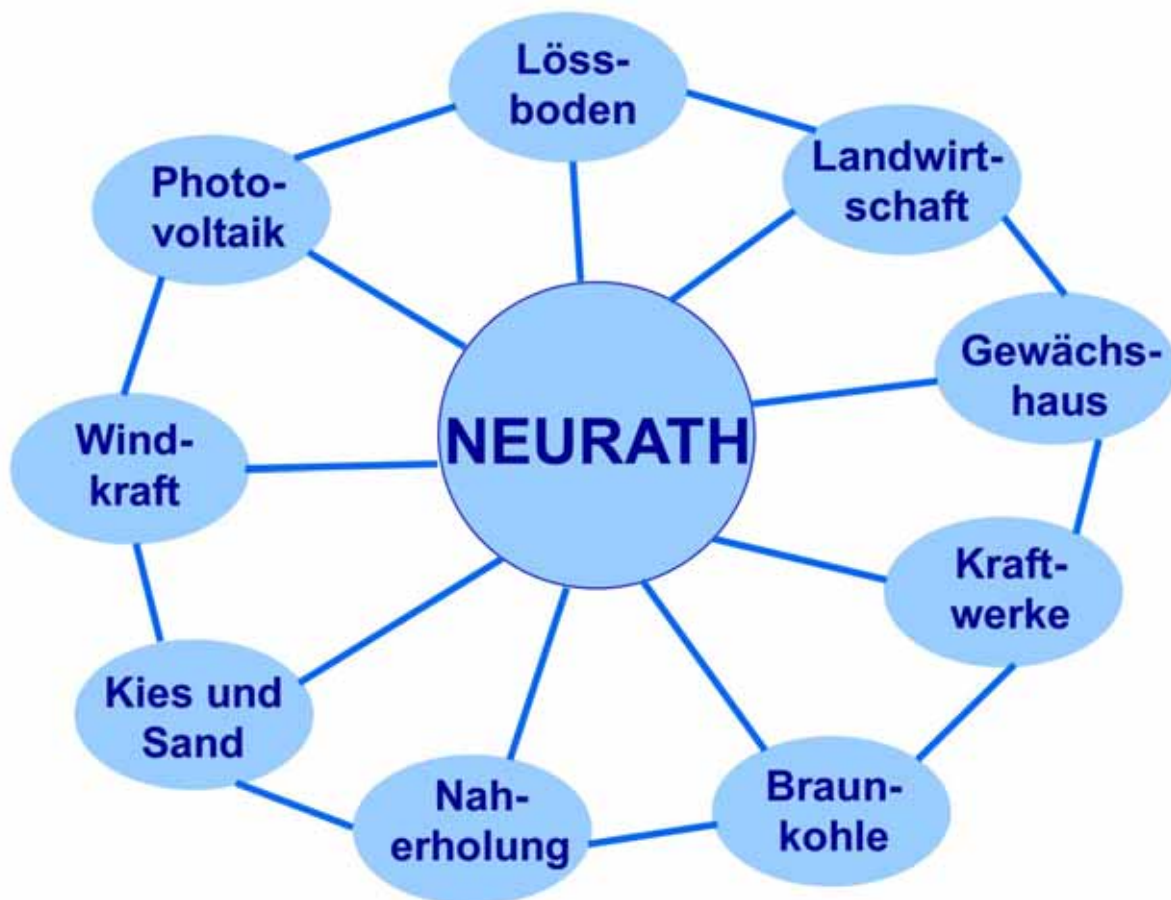 Löss-
boden
Landwirt-
schaft
Photo-
voltaik
Gewächs-
haus
NEURATH
Wind-
kraft
Kraft-
werke
Kies und
Sand
Nah-
erholung
Braun-
kohle